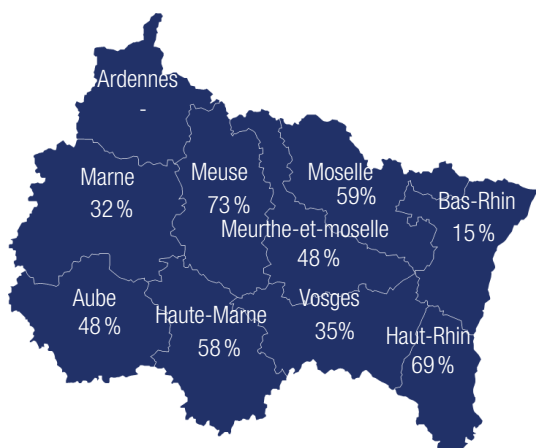 Ardennes
-
Marne
32 %
Meuse
73 %
Moselle
59%
Bas-Rhin
15 %
Meurthe-et-moselle
48 %
Aube
48 %
Haute-Marne
58 %
Vosges
35%
Haut-Rhin
69 %